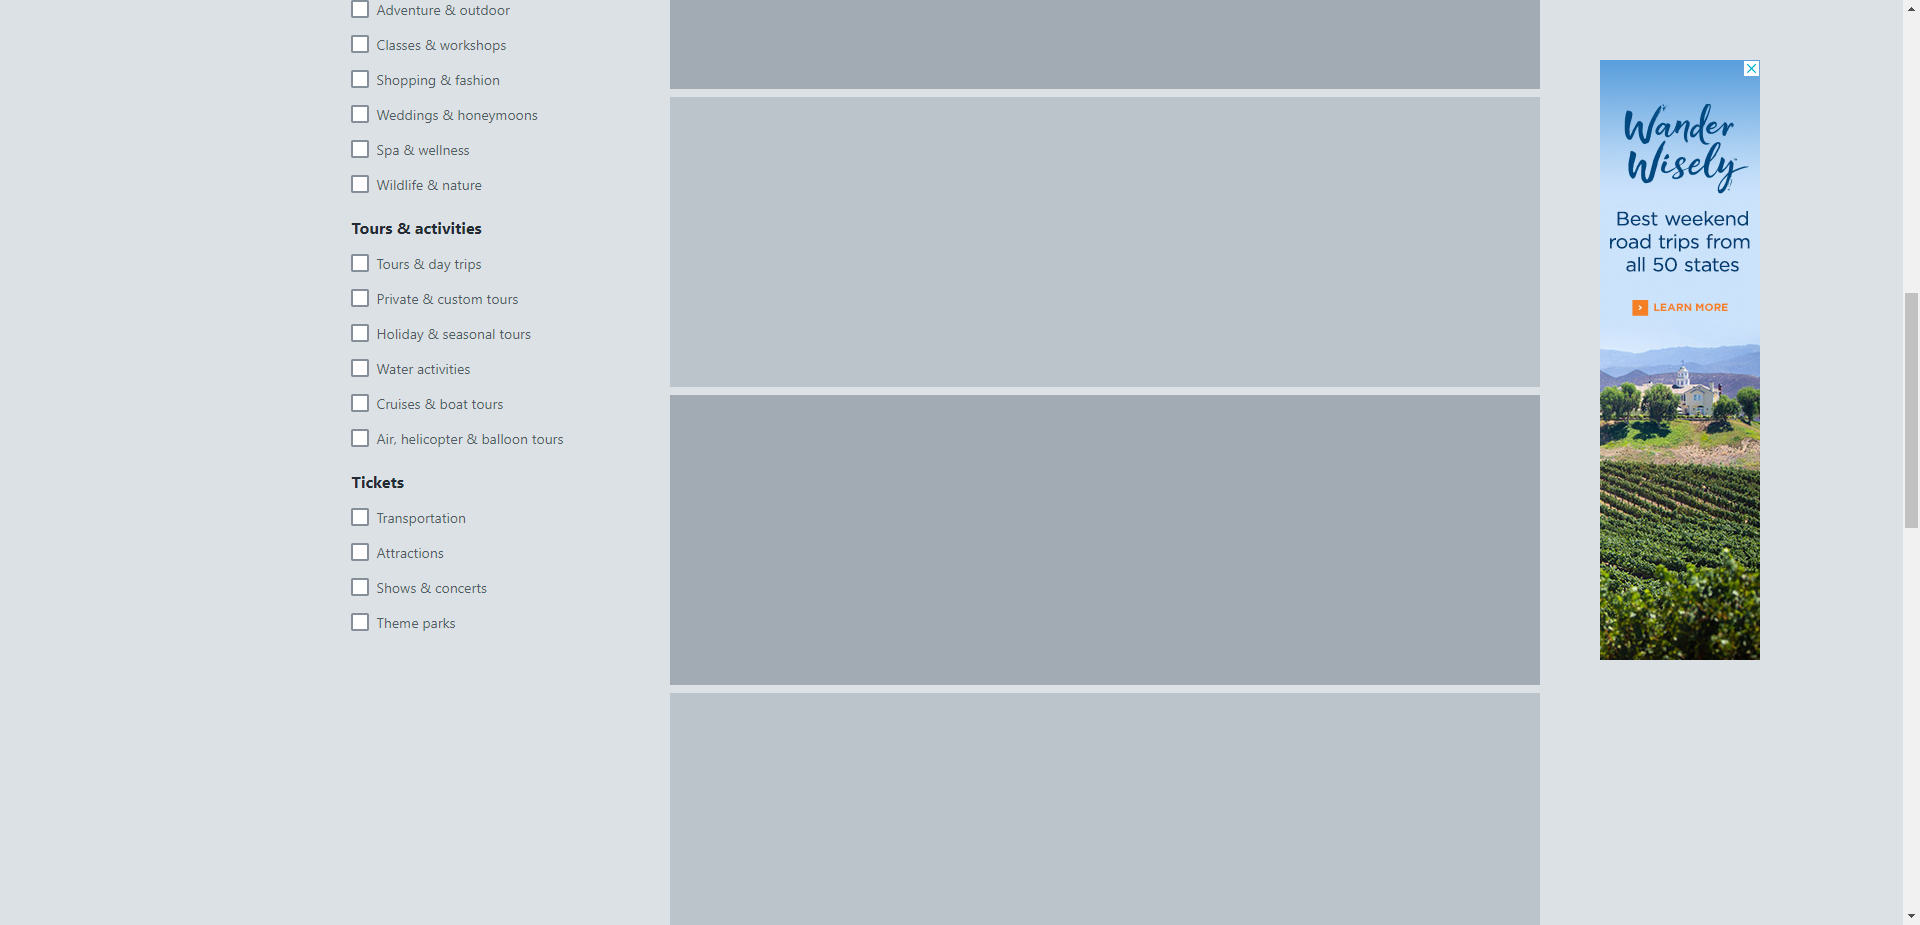 Adventure & outdoor
Classes & workshops
Shopping & fashion
Weddings & honeymoons
Spa & wellness
Wildlife & nature
Tours & activities
Tours & day trips
Private & custom tours
Holiday & seasonal tours
Water activities
Cruises & boat tours
Air, helicopter & balloon tours
Tickets
Transportation
Attractions
Shows & concerts
Theme parks
Wander
Wisely
Best weekend
road trips from
all 50 states
LEARN MORE